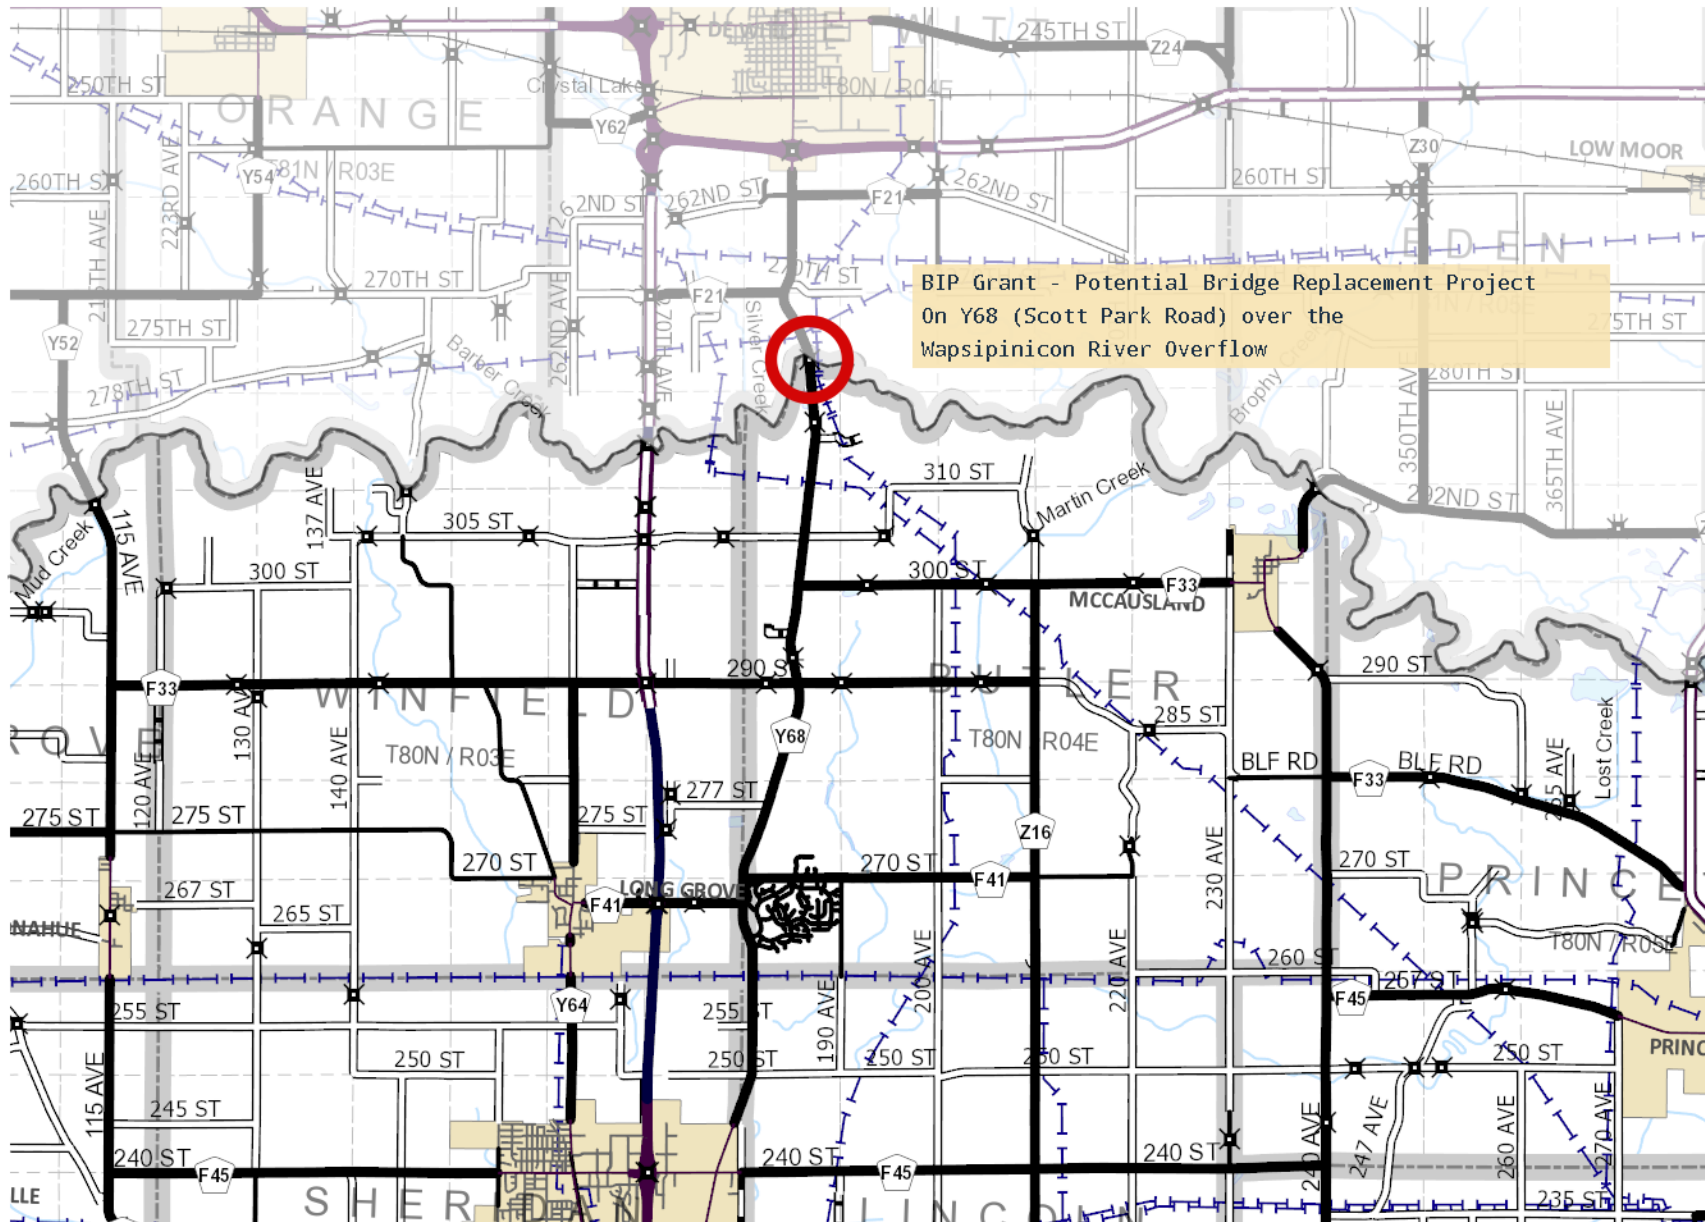 DE WITT
W I T T
245TH ST
Z24
250TH ST
Crystal Lake
T80N / R04E
O R A N G E
Y62
Z30
LOW MOOR
T81N / R03E
260TH S
223RD AVE
Y54
262ND ST
262ND ST
F21
262ND ST
260TH ST
215TH AVE
E D E N
270TH ST
270TH ST
F21
BIP Grant - Potential Bridge Replacement Project
On Y68 (Scott Park Road) over the
Wapsipinicon River Overflow
275TH ST
Y52
275TH ST
262ND AVE
270TH AVE
Silver Creek
Barber Creek
278TH ST
280TH ST
Brophy Creek
350TH AVE
365TH AVE
137 AVE
310 ST
Martin Creek
292ND ST
115 AVE
305 ST
Mud Creek
300 ST
300 ST
F33
MCCAUSLAND
290 ST
290 ST
F33
W I N F I E L D
B U T L E R
130 AVE
285 ST
R O V E
Y68
T80N / R03E
T80N / R04E
140 AVE
120 AVE
BLF RD
F33
BLF RD
255 AVE
Lost Creek
277 ST
275 ST
275 ST
275 ST
Z16
230 AVE
270 ST
270 ST
F41
270 ST
P R I N C E
267 ST
F41
LONG GROVE
265 ST
NAHUE
T80N / R05E
200 AVE
220 AVE
260 ST
267 ST
F45
Y64
255 ST
255 ST
190 AVE
250 ST
250 ST
250 ST
250 ST
250 ST
PRINC
115 AVE
245 ST
240 AVE
247 AVE
260 AVE
270 AVE
240 ST
F45
240 ST
F45
240 ST
LLE
S H E R I D A N
L I N C O L N
235 ST